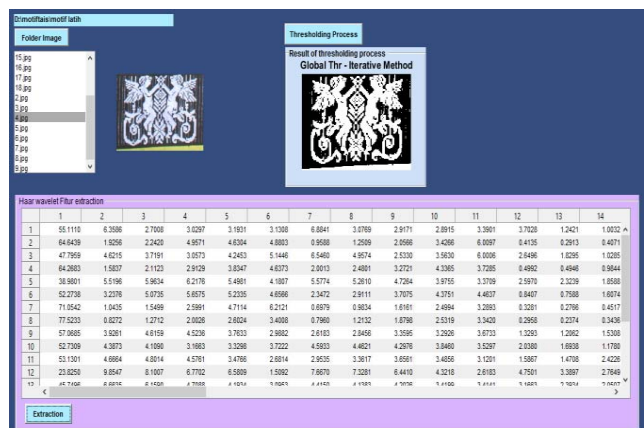 D:\motiftais\motif latih
Folder Image
15.jpg
16.jpg
17.jpg
18.jpg
2.jpg
3.jpg
4.jpg
5.jpg
6.jpg
7.jpg
8.jpg
9.jpg
Thresholding Process
Result of thresholding process
Global Thr - Iterative Method
Haar wavelet Fitur extraction
1 2 3 4 5 6 7 8 9 10 11 12 13 14
1 55.1110 6.3586 2.7008 3.0297 3.1931 3.1308 6.8841 3.0769 2.9171 2.8915 3.3901 3.7028 1.2421 1.0032
2 64.6439 1.9256 2.2420 4.9571 4.6304 4.8803 0.9588 1.2509 2.0566 3.4266 6.0097 0.4135 0.2913 0.4071
3 47.7959 4.6215 3.7191 3.0573 4.2453 5.1446 6.5460 4.9574 2.5330 3.5630 6.0006 2.6496 1.8295 1.0285
4 64.2683 1.5837 2.1123 2.9129 3.8347 4.6373 2.0013 2.4801 3.2721 4.3365 3.7285 0.4992 0.4946 0.9844
5 38.9801 5.5196 5.9634 6.2176 5.4981 4.1807 5.5774 5.2610 4.7264 3.9755 3.3709 2.5970 2.3239 1.8588
6 52.2738 3.2376 5.0735 5.6575 5.2335 4.6566 2.3472 2.9111 3.7075 4.3751 4.4637 0.8407 0.7588 1.6074
7 71.0542 1.0435 1.5499 2.5991 4.7114 6.2121 0.6979 0.9834 1.6161 2.4994 3.2893 0.3281 0.2766 0.4517
8 77.5233 0.8272 1.2712 2.0026 2.6024 3.4008 0.7960 1.2132 1.8798 2.5319 3.3420 0.2958 0.2374 0.3436
9 57.0685 3.9261 4.6159 4.5236 3.7633 2.9882 2.6183 2.8456 3.3595 3.2926 3.6733 1.3293 1.2062 1.5308
10 52.7309 4.3873 4.1090 3.1663 3.3298 3.7222 4.5933 4.4621 4.2976 3.8460 3.5297 2.0380 1.6938 1.1788
11 53.1301 4.6664 4.8014 4.5761 3.4766 2.6814 2.9535 3.3617 3.6561 3.4856 3.1201 1.5867 1.4708 2.4226
12 23.8250 9.8547 8.1007 6.7702 6.5809 1.5092 7.6670 7.3281 6.4410 4.3218 2.6183 4.7501 3.3897 2.7649
Extraction